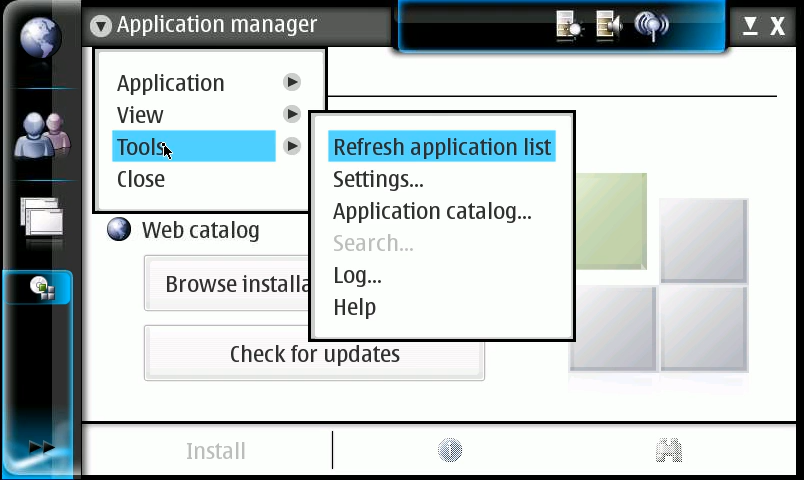 Application manager
Application
View
Tools
Close
Refresh application list
Settings...
Application catalog...
Search...
Log...
Help
Web catalog
Browse installa
Check for updates
Install